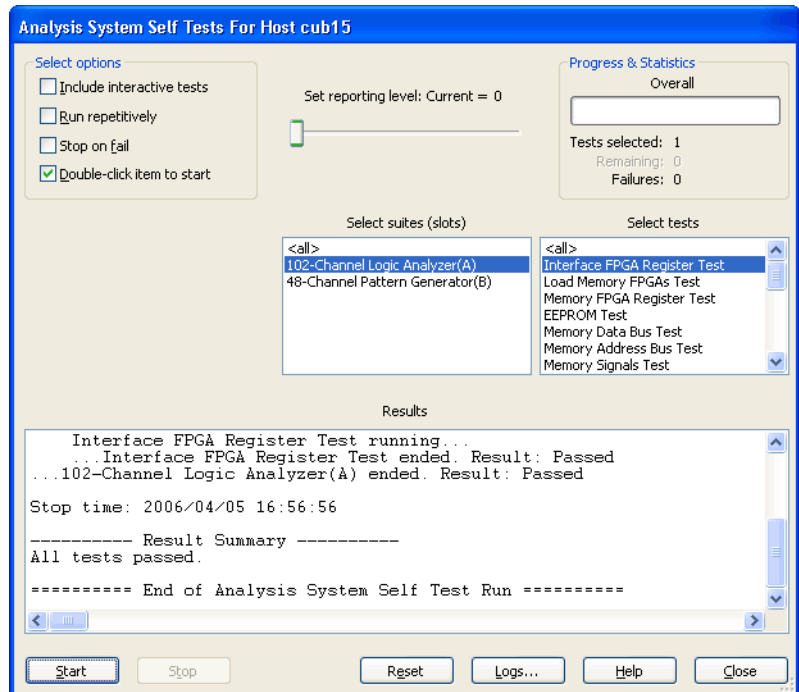 Analysis System Self Tests For Host cub15
Select options
Include interactive tests
Run repetitively
Stop on fail
Double-click item to start
Set reporting level: Current = 0
Progress & Statistics
Overall
Tests selected: 1
Remaining: 0
Failures: 0
Select suites (slots)
<all>
102-Channel Logic Analyzer(A)
48-Channel Pattern Generator(B)
Select tests
<all>
Interface FPGA Register Test
Load Memory FPGAs Test
Memory FPGA Register Test
EEPROM Test
Memory Data Bus Test
Memory Address Bus Test
Memory Signals Test
Results
Interface FPGA Register Test running...
...Interface FPGA Register Test ended. Result: Passed
...102-Channel Logic Analyzer(A) ended. Result: Passed
Stop time: 2006/04/05 16:56:56
---------- Result Summary ----------
All tests passed.
========== End of Analysis System Self Test Run ==========
Start
Stop
Reset
Logs...
Help
Close